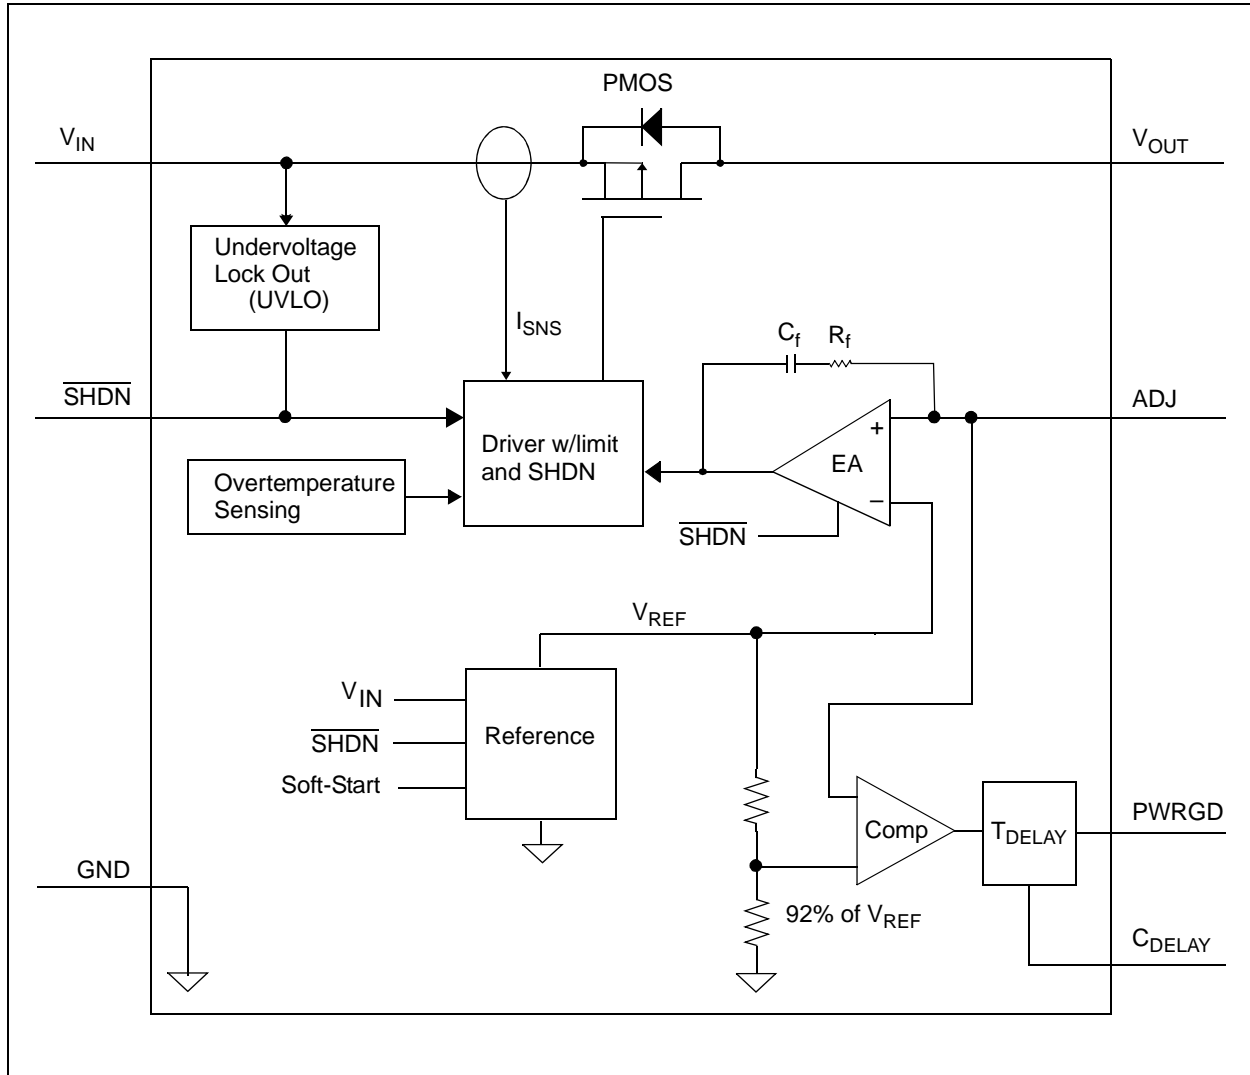 PMOS
V_IN
V_OUT
Undervoltage
Lock Out
(UVLO)
I_SNS
C_f
R_f
SHDN
ADJ
Driver w/limit
and SHDN
+
EA
−
Overtemperature
Sensing
SHDN
V_REF
V_IN
SHDN
Soft-Start
Reference
Comp
T_DELAY
PWRGD
GND
92% of V_REF
C_DELAY